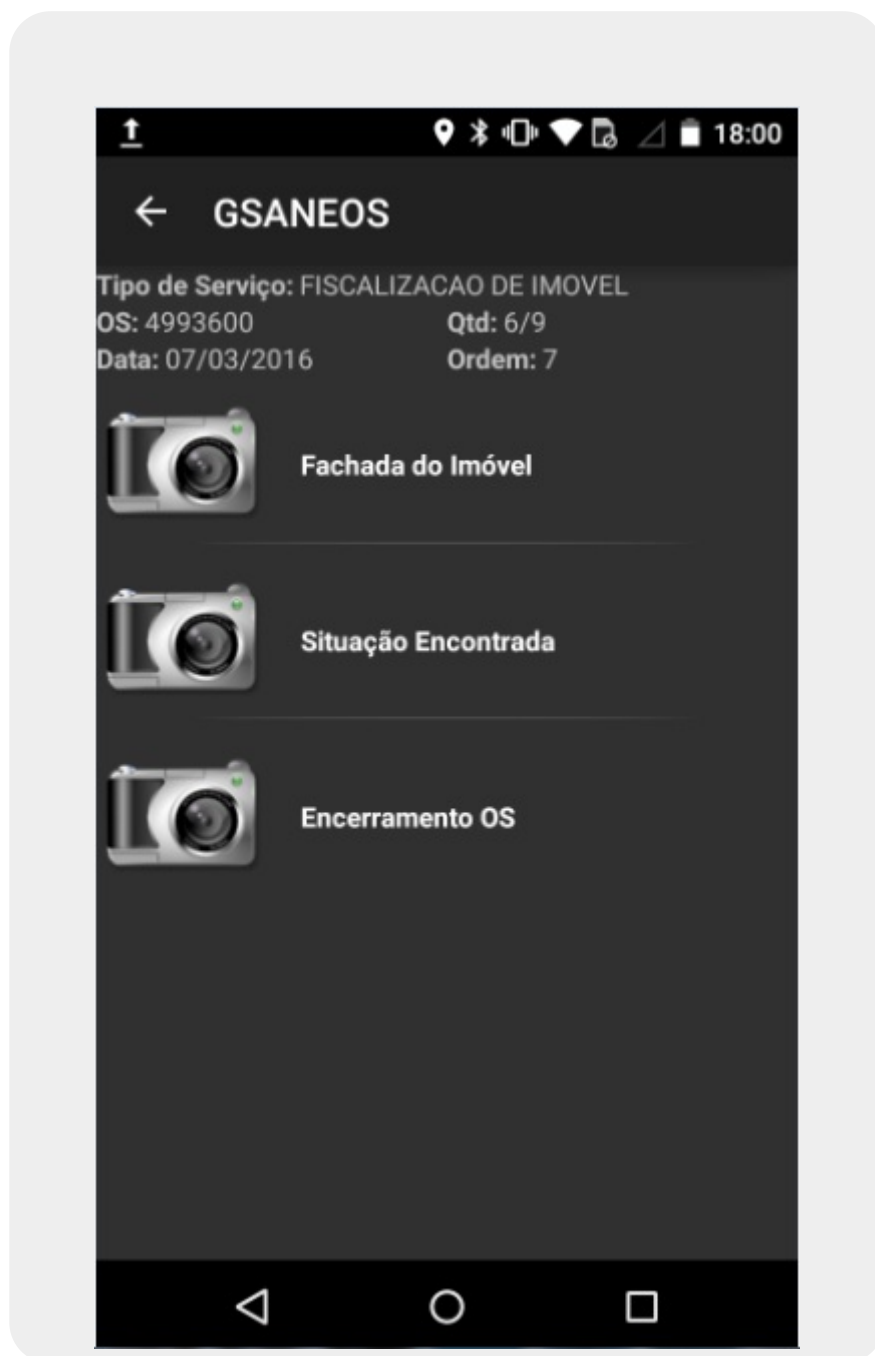 18:00
GSANEOS
Tipo de Serviço: FISCALIZACAO DE IMOVEL
OS: 4993600 Qtd: 6/9
Data: 07/03/2016 Ordem: 7
Fachada do Imóvel
Situação Encontrada
Encerramento OS